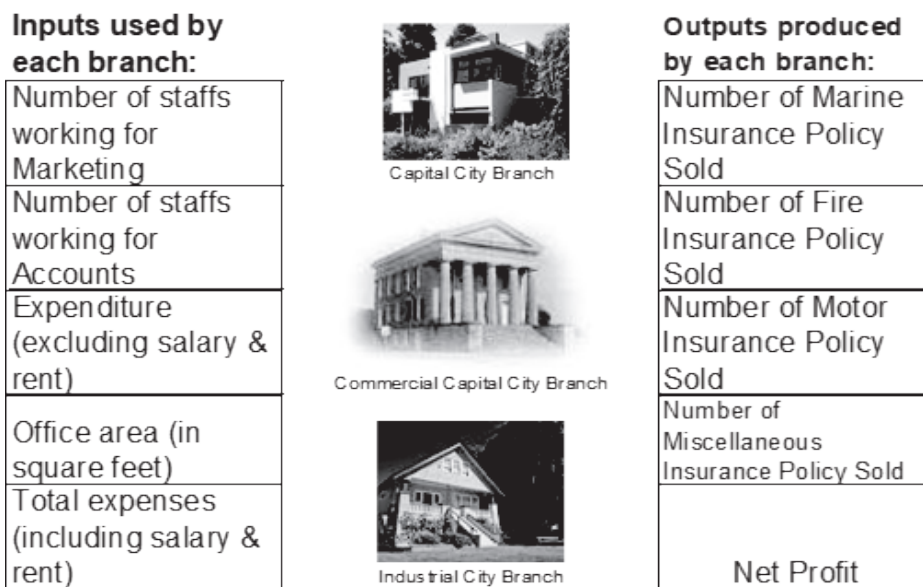 Inputs used by
each branch:
Number of staffs
working for
Marketing
Number of staffs
working for
Accounts
Expenditure
(excluding salary &
rent)
Office area (in
square feet)
Total expenses
(including salary &
rent)
Capital City Branch
Commercial Capital City Branch
Industrial City Branch
Outputs produced
by each branch:
Number of Marine
Insurance Policy
Sold
Number of Fire
Insurance Policy
Sold
Number of Motor
Insurance Policy
Sold
Number of
Miscellaneous
Insurance Policy Sold
Net Profit